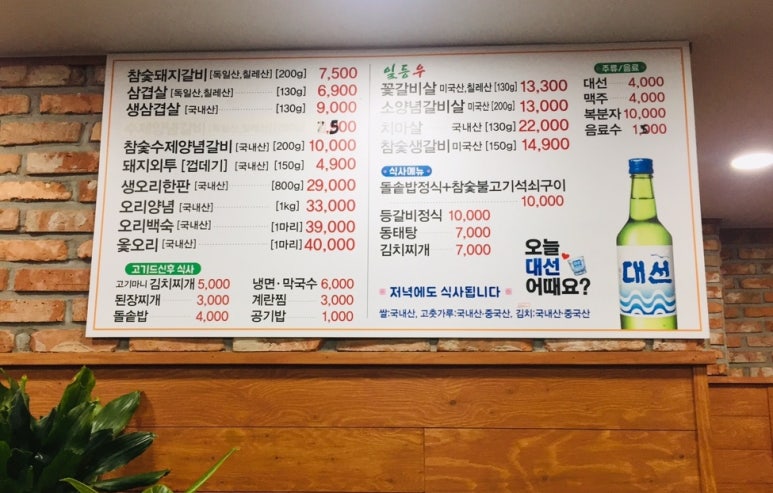 참숯돼지갈비 [독일산,칠레산] [200g] 7,500
삼겹살 [독일산,칠레산] [130g] 6,900
생삼겹살 [국내산] [130g] 9,000
참숯수제양념갈비 [국내산] [200g] 10,000
돼지외투 [껍데기] [국내산] [150g] 4,900
생오리한판 [국내산] [800g] 29,000
오리양념 [국내산] [1kg] 33,000
오리백숙 [국내산] [1마리] 39,000
옻오리 [국내산] [1마리] 40,000
고기드신후 식사
고기마니 김치찌개 5,000
된장찌개 3,000
돌솥밥 4,000
냉면·막국수 6,000
계란찜 3,000
공기밥 1,000
일등우
꽃갈비살 미국산,칠레산 [130g] 13,300
소양념갈비살 미국산 [200g] 13,000
치마살 국내산 [130g] 22,000
참숯생갈비 미국산 [150g] 14,900
식사메뉴
돌솥밥정식+참숯불고기석쇠구이
10,000
등갈비정식 10,000
동태탕 7,000
김치찌개 7,000
저녁에도 식사됩니다
쌀:국내산, 고춧가루:국내산·중국산, 김치:국내산·중국산
주류/음료
대선 4,000
맥주 4,000
복분자 10,000
음료수
오늘
대선
어때요?
대선